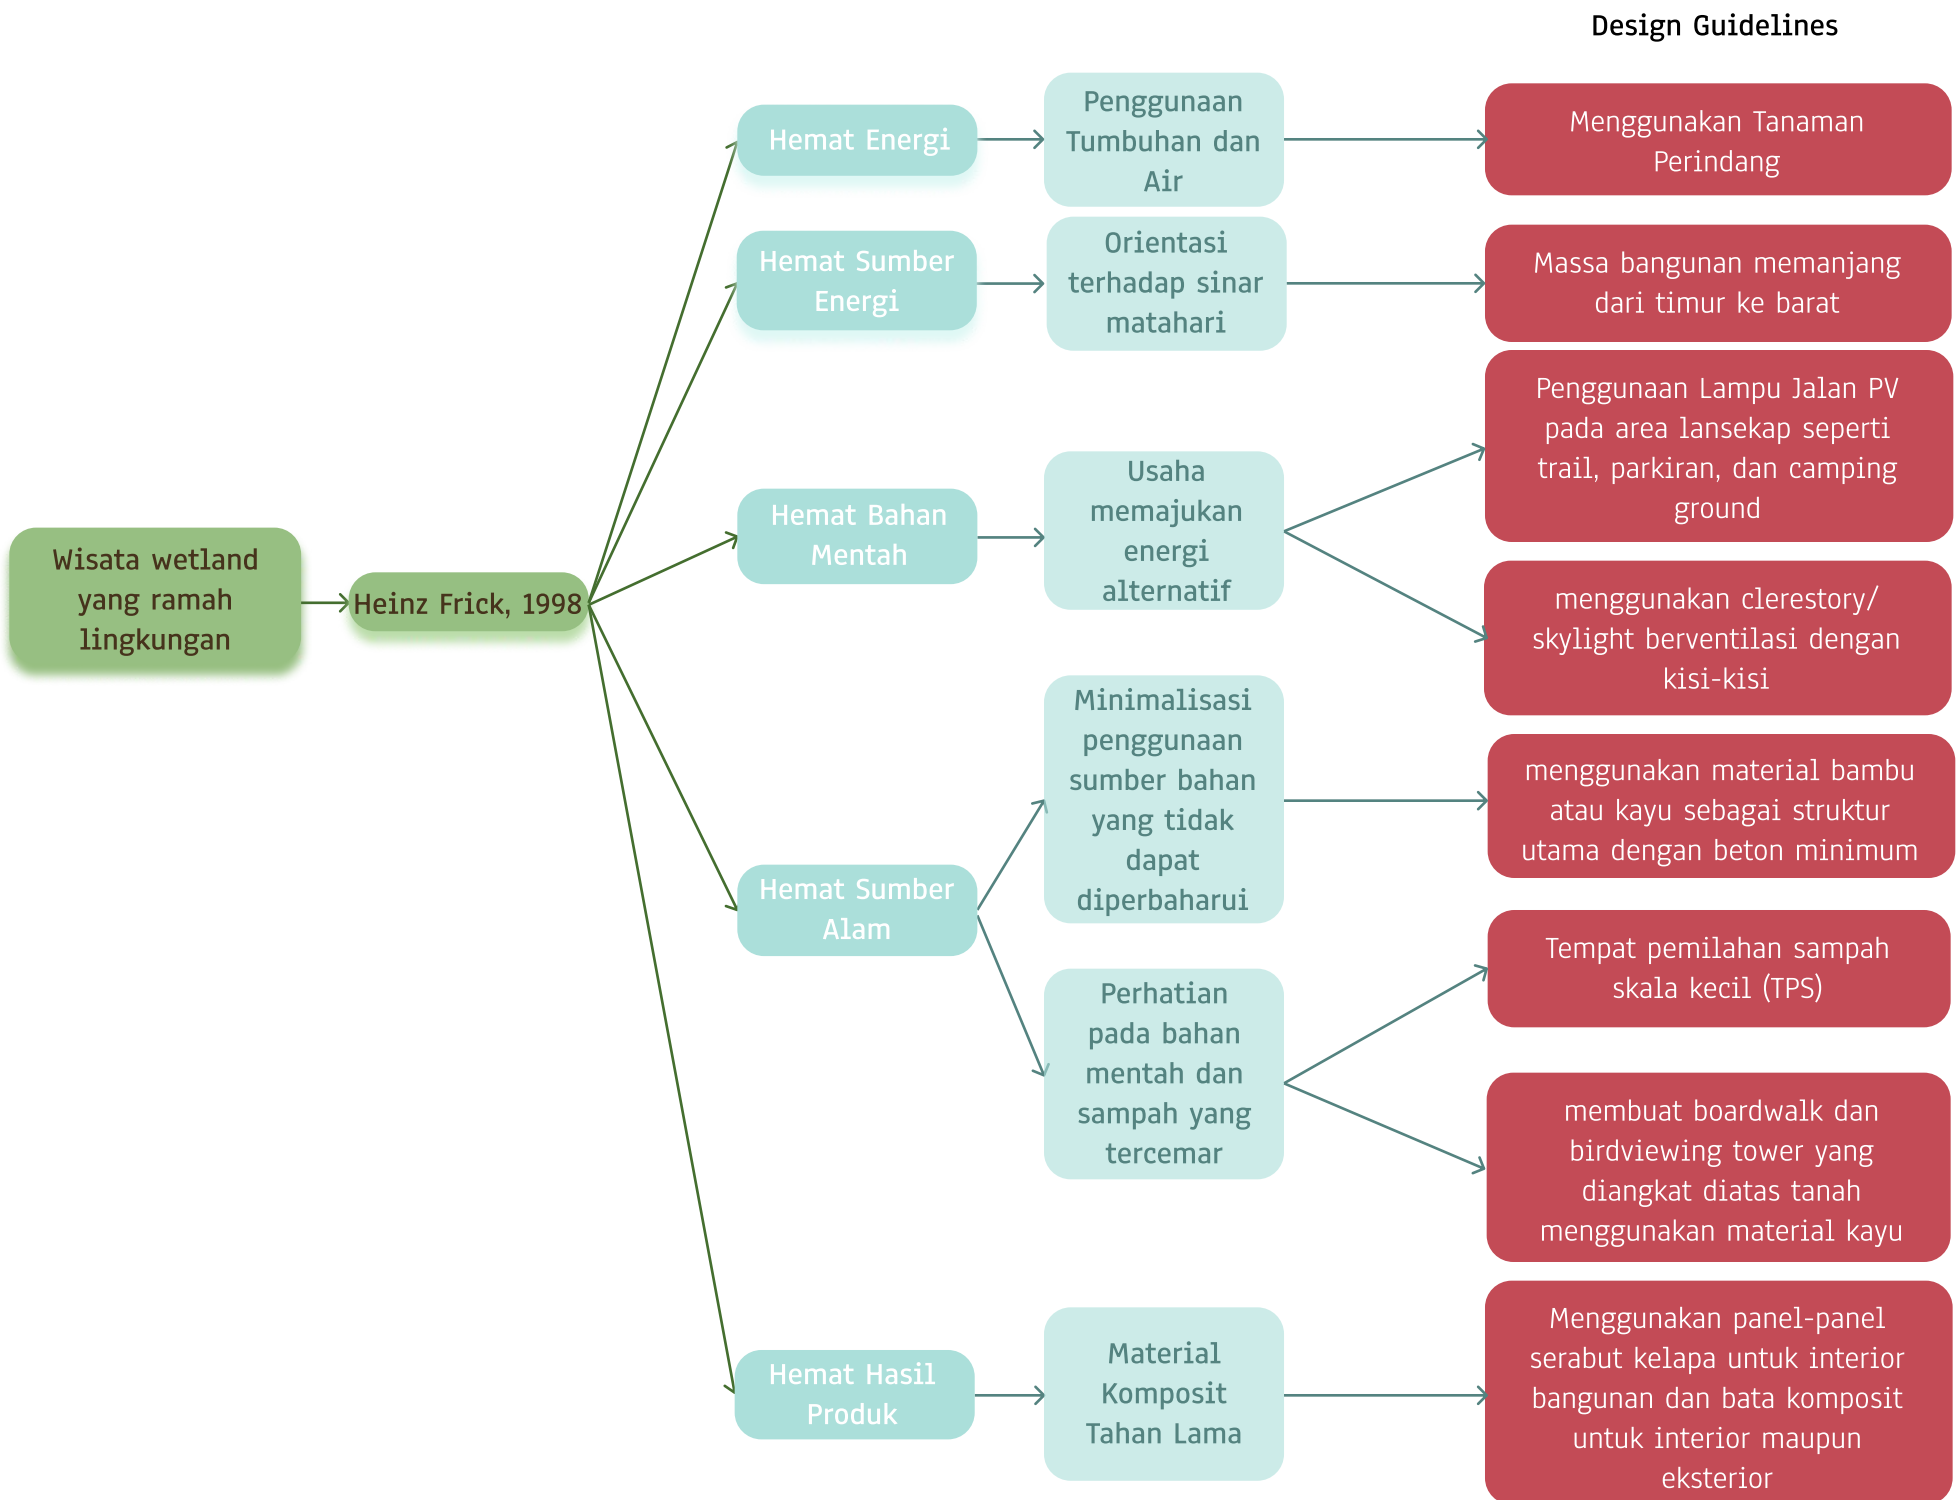 Design Guidelines
Wisata wetland
yang ramah
lingkungan
Heinz Frick, 1998
Hemat Energi
Penggunaan
Tumbuhan dan
Air
Menggunakan Tanaman
Perindang
Hemat Sumber
Energi
Orientasi
terhadap sinar
matahari
Massa bangunan memanjang
dari timur ke barat
Hemat Bahan
Mentah
Usaha
memajukan
energi
alternatif
Penggunaan Lampu Jalan PV
pada area lansekap seperti
trail, parkiran, dan camping
ground
menggunakan clerestory/
skylight berventilasi dengan
kisi-kisi
Hemat Sumber
Alam
Minimalisasi
penggunaan
sumber bahan
yang tidak
dapat
diperbaharui
menggunakan material bambu
atau kayu sebagai struktur
utama dengan beton minimum
Perhatian
pada bahan
mentah dan
sampah yang
tercemar
Tempat pemilahan sampah
skala kecil (TPS)
membuat boardwalk dan
birdviewing tower yang
diangkat diatas tanah
menggunakan material kayu
Hemat Hasil
Produk
Material
Komposit
Tahan Lama
Menggunakan panel-panel
serabut kelapa untuk interior
bangunan dan bata komposit
untuk interior maupun
eksterior